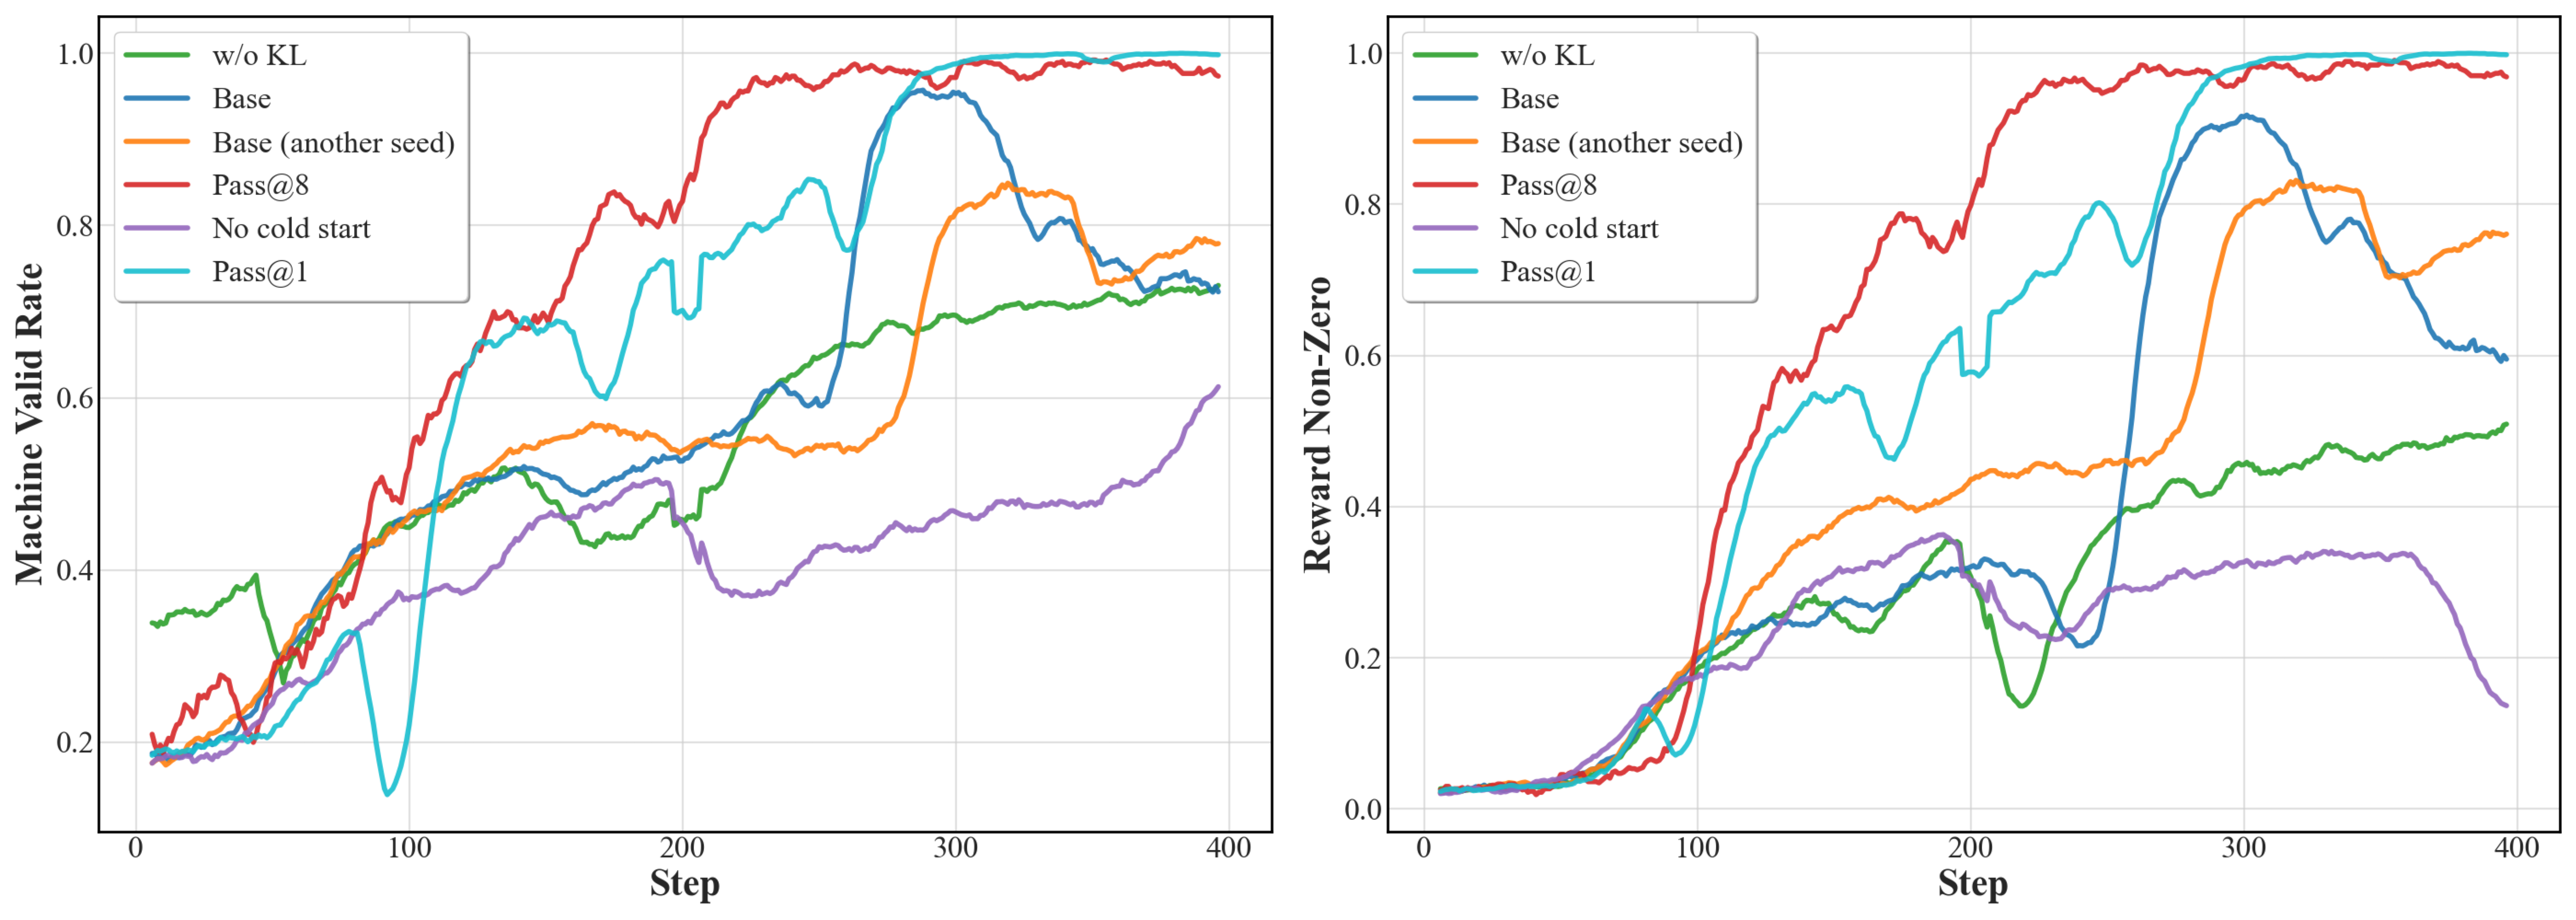 w/o KL
Base
Base (another seed)
Pass@8
No cold start
Pass@1
Machine Valid Rate
1.0
0.8
0.6
0.4
0.2
0 100 200 300 400
Step
w/o KL
Base
Base (another seed)
Pass@8
No cold start
Pass@1
Reward Non-Zero
1.0
0.8
0.6
0.4
0.2
0.0
0 100 200 300 400
Step